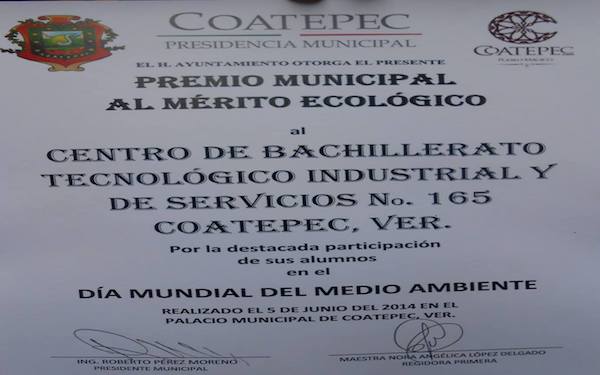 COATEPEC
PRESIDENCIA MUNICIPAL
COATEPEC
PUEBLO MÁGICO
EL H. AYUNTAMIENTO OTORGA EL PRESENTE
PREMIO MUNICIPAL
AL MÉRITO ECOLÓGICO
al
CENTRO DE BACHILLERATO
TECNOLÓGICO INDUSTRIAL Y
DE SERVICIOS No. 165
COATEPEC, VER.
Por la destacada participación
de sus alumnos
en el
DÍA MUNDIAL DEL MEDIO AMBIENTE
REALIZADO EL 5 DE JUNIO DEL 2014 EN EL
PALACIO MUNICIPAL DE COATEPEC, VER.
ING. ROBERTO PÉREZ MORENO
PRESIDENTE MUNICIPAL
MAESTRA NORA ANGÉLICA LÓPEZ DELGADO
REGIDORA PRIMERA